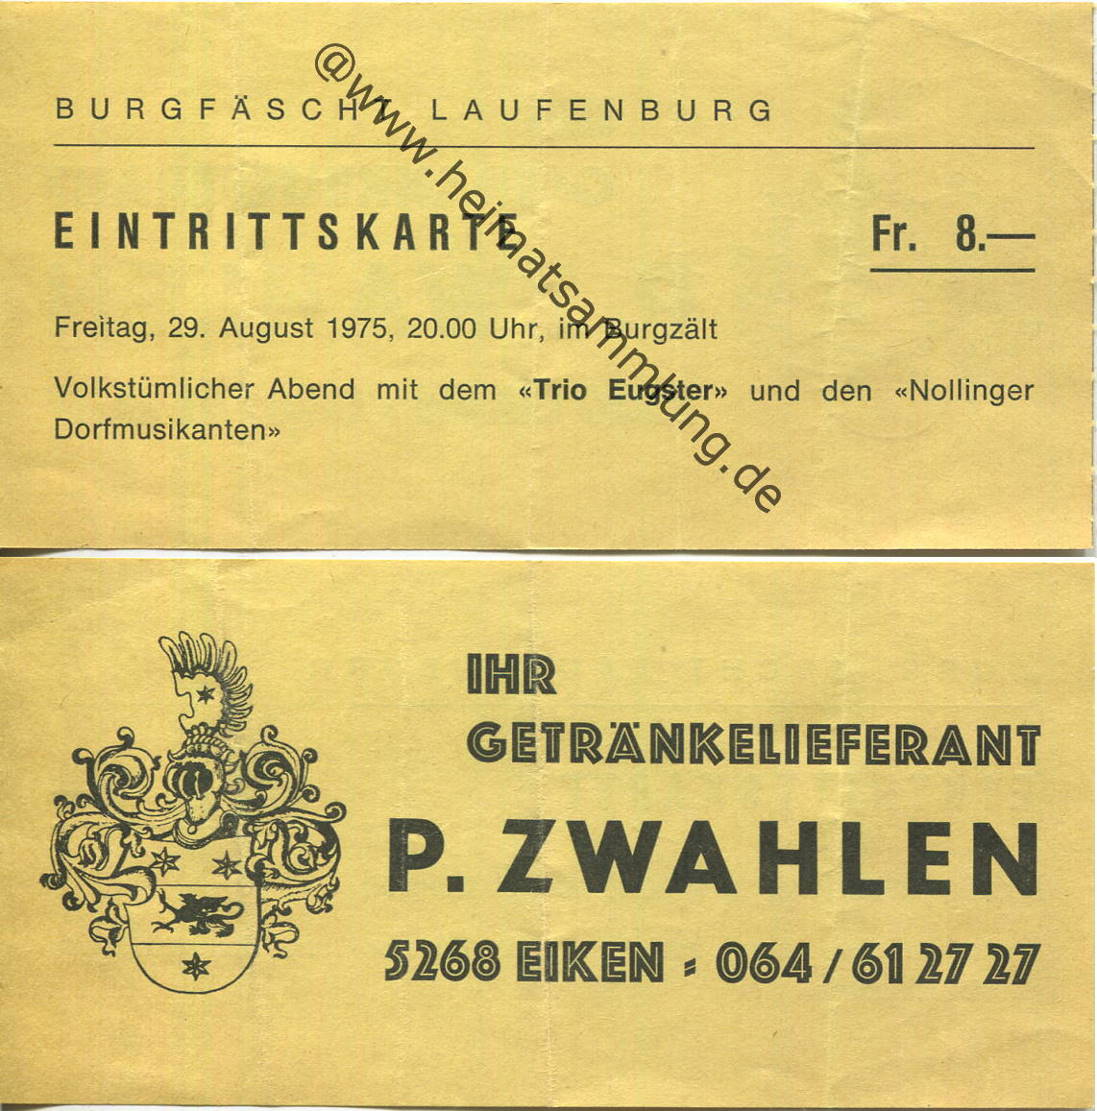 BURGFÄSCHT LAUFENBURG
EINTRITTSKARTE Fr. 8.—
Freitag, 29. August 1975, 20.00 Uhr, im Burgzält
Volkstümlicher Abend mit dem «Trio Eugster» und den «Nollinger
Dorfmusikanten»
@www.heimatsammlung.de
IHR
GETRÄNKELIEFERANT
P. ZWAHLEN
5268 EIKEN - 064 / 61 27 27